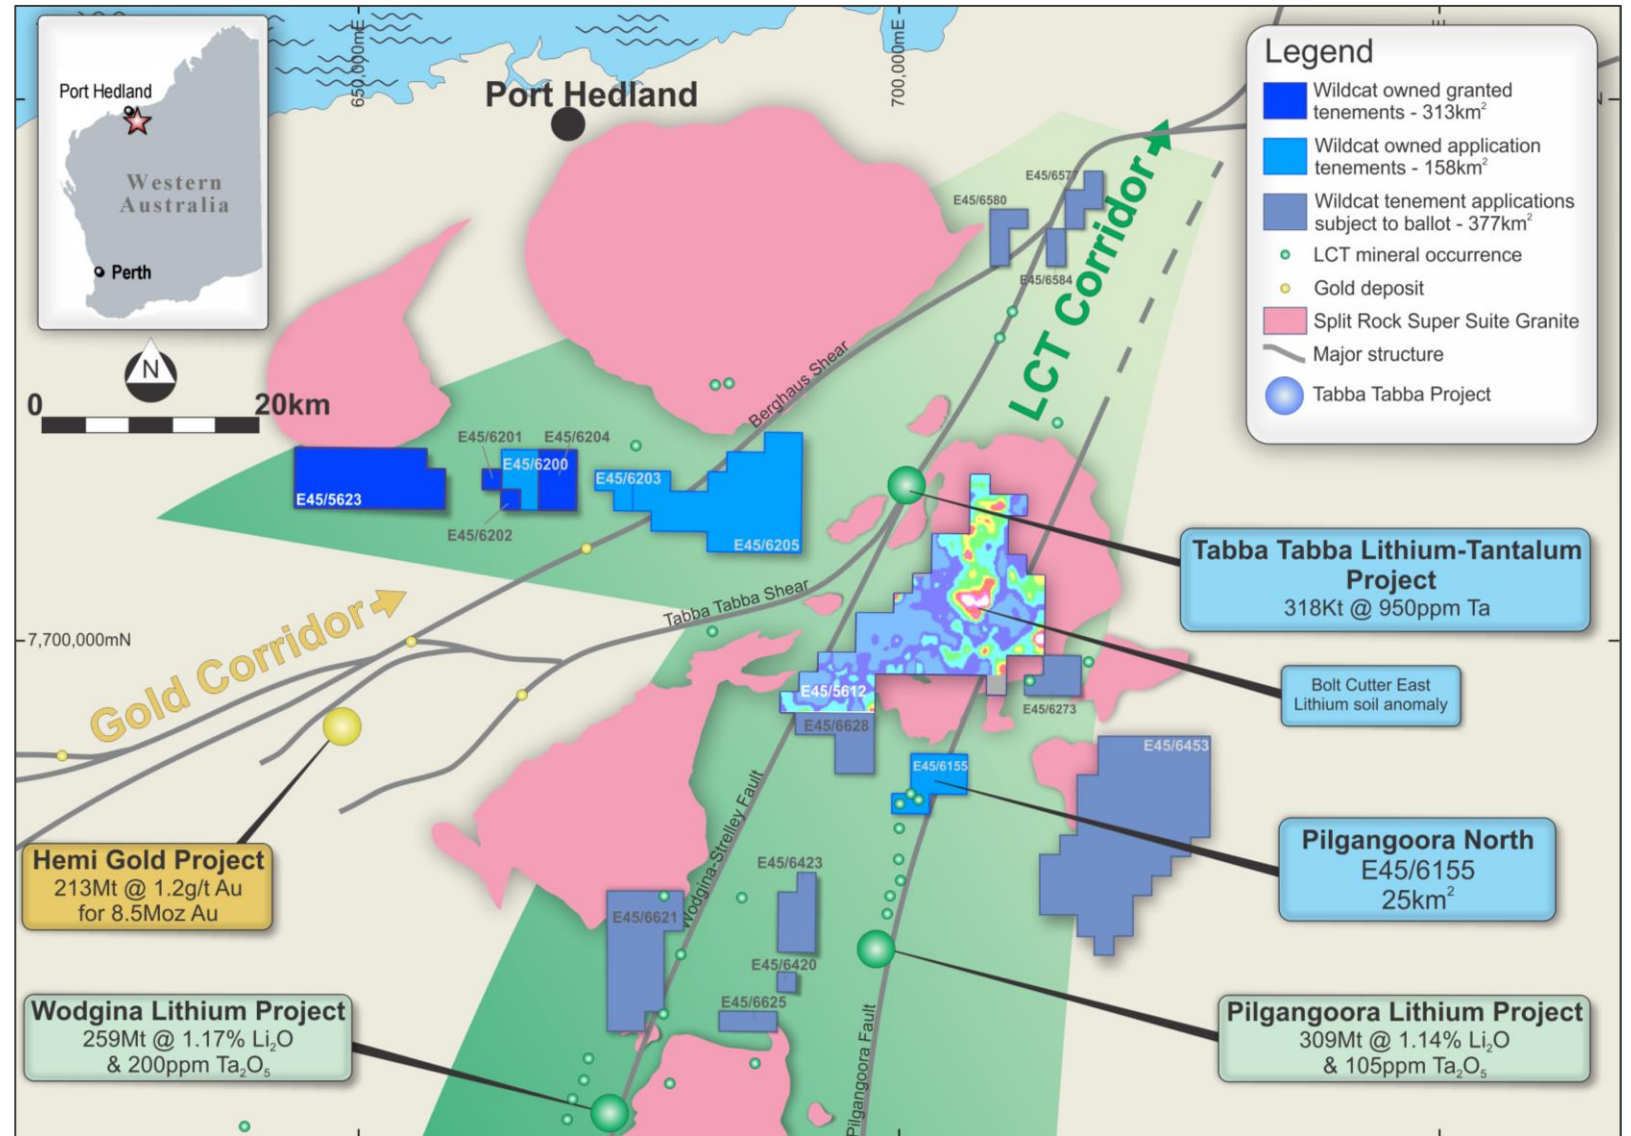 Port Hedland
Western
Australia
Perth
N
0
20km
650,000mE
700,000mE
Port Hedland
Legend
Wildcat owned granted
tenements - 313km²
Wildcat owned application
tenements - 158km²
Wildcat tenement applications
subject to ballot - 377km²
LCT mineral occurrence
Gold deposit
Split Rock Super Suite Granite
Major structure
Tabba Tabba Project
E45/6577
E45/6580
E45/6584
LCT Corridor
Berghaus Shear
E45/6201
E45/6204
E45/6200
E45/6203
E45/5623
E45/6202
E45/6205
Tabba Tabba Lithium-Tantalum
Project
318Kt @ 950ppm Ta
Tabba Tabba Shear
7,700,000mN
Gold Corridor
E45/5612
Bolt Cutter East
Lithium soil anomaly
E45/6273
E45/6628
E45/6453
E45/6155
Wodgina-Strelley Fault
Hemi Gold Project
213Mt @ 1.2g/t Au
for 8.5Moz Au
Pilgangoora North
E45/6155
25km²
E45/6423
E45/6621
E45/6420
E45/6625
Wodgina Lithium Project
259Mt @ 1.17% Li₂O
& 200ppm Ta₂O₅
Pilgangoora Lithium Project
309Mt @ 1.14% Li₂O
& 105ppm Ta₂O₅
Pilgangoora Fault